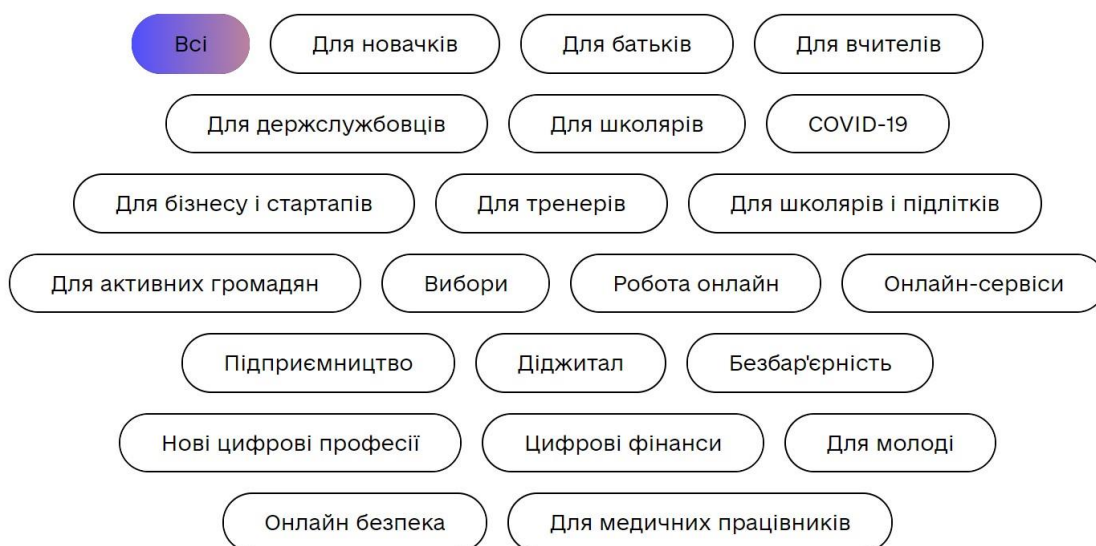 Всі Для новачків Для батьків Для вчителів
Для держслужбовців Для школярів COVID-19
Для бізнесу і стартапів Для тренерів Для школярів і підлітків
Для активних громадян Вибори Робота онлайн Онлайн-сервіси
Підприємництво Діджитал Безбар'єрність
Нові цифрові професії Цифрові фінанси Для молоді
Онлайн безпека Для медичних працівників